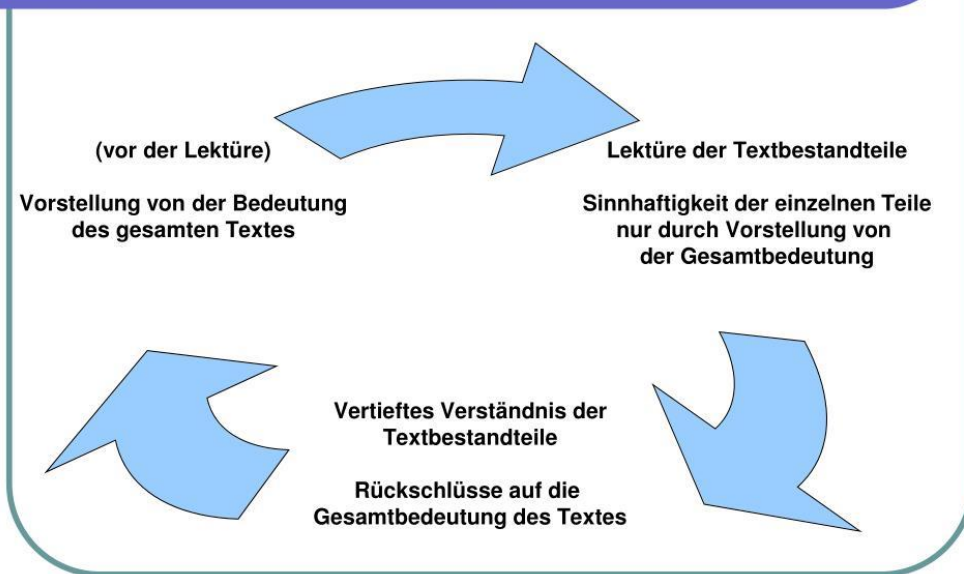 (vor der Lektüre)
Vorstellung von der Bedeutung
des gesamten Textes
Lektüre der Textbestandteile
Sinnhaftigkeit der einzelnen Teile
nur durch Vorstellung von
der Gesamtbedeutung
Vertieftes Verständnis der
Textbestandteile
Rückschlüsse auf die
Gesamtbedeutung des Textes